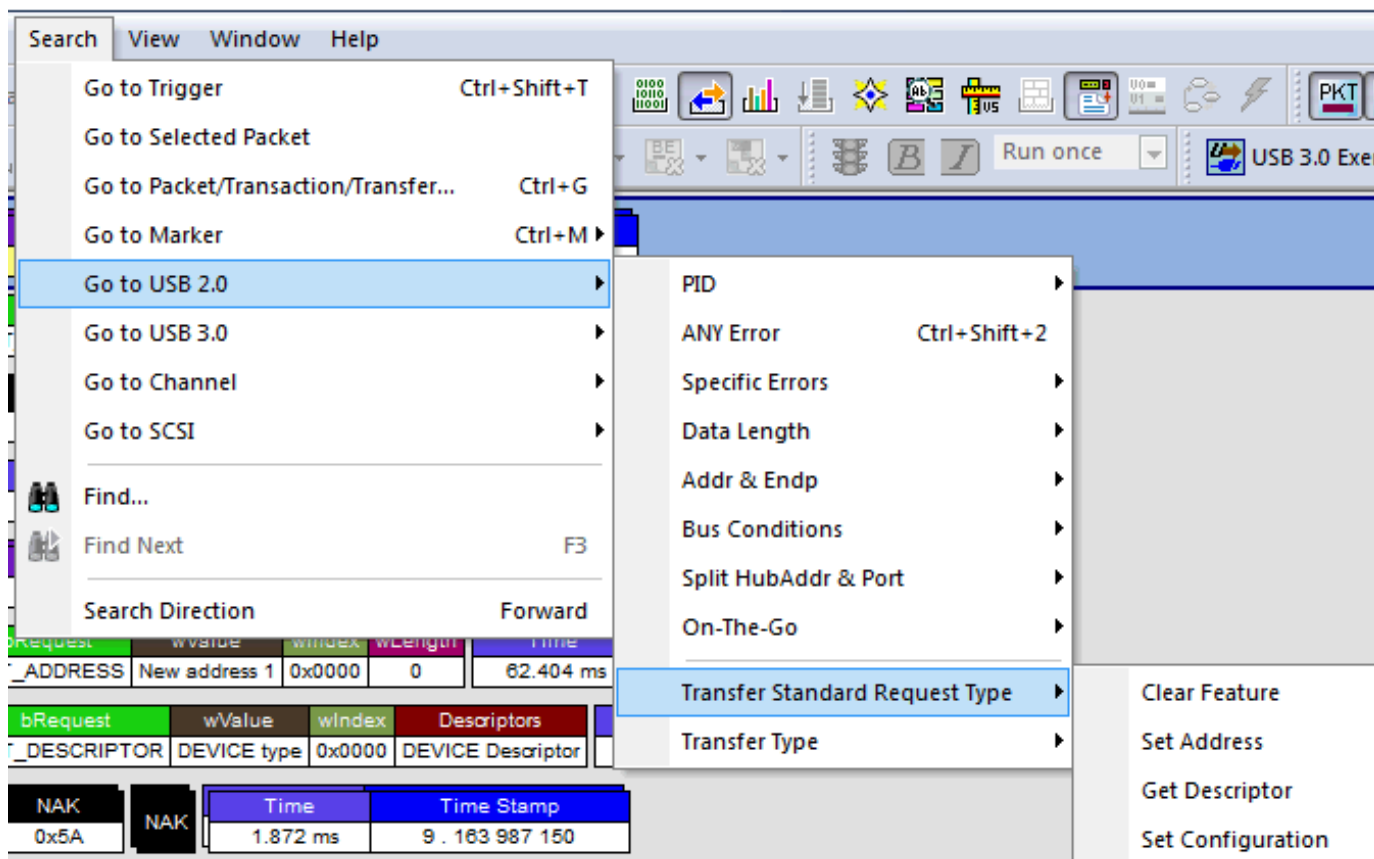 Search View Window Help
Go to Trigger Ctrl+Shift+T
Go to Selected Packet
Go to Packet/Transaction/Transfer... Ctrl+G
Go to Marker Ctrl+M
Go to USB 2.0
Go to USB 3.0
Go to Channel
Go to SCSI
Find...
Find Next F3
Search Direction Forward
PKT
Run once
USB 3.0 Exer
PID
ANY Error Ctrl+Shift+2
Specific Errors
Data Length
Addr & Endp
Bus Conditions
Split HubAddr & Port
On-The-Go
Transfer Standard Request Type
Transfer Type
Clear Feature
Set Address
Get Descriptor
Set Configuration
bRequest wValue wIndex wLength Time
T_ADDRESS New address 1 0x0000 0 62.404 ms
bRequest wValue wIndex Descriptors
T_DESCRIPTOR DEVICE type 0x0000 DEVICE Descriptor
NAK NAK Time Time Stamp
0x5A 1.872 ms 9 . 163 987 150